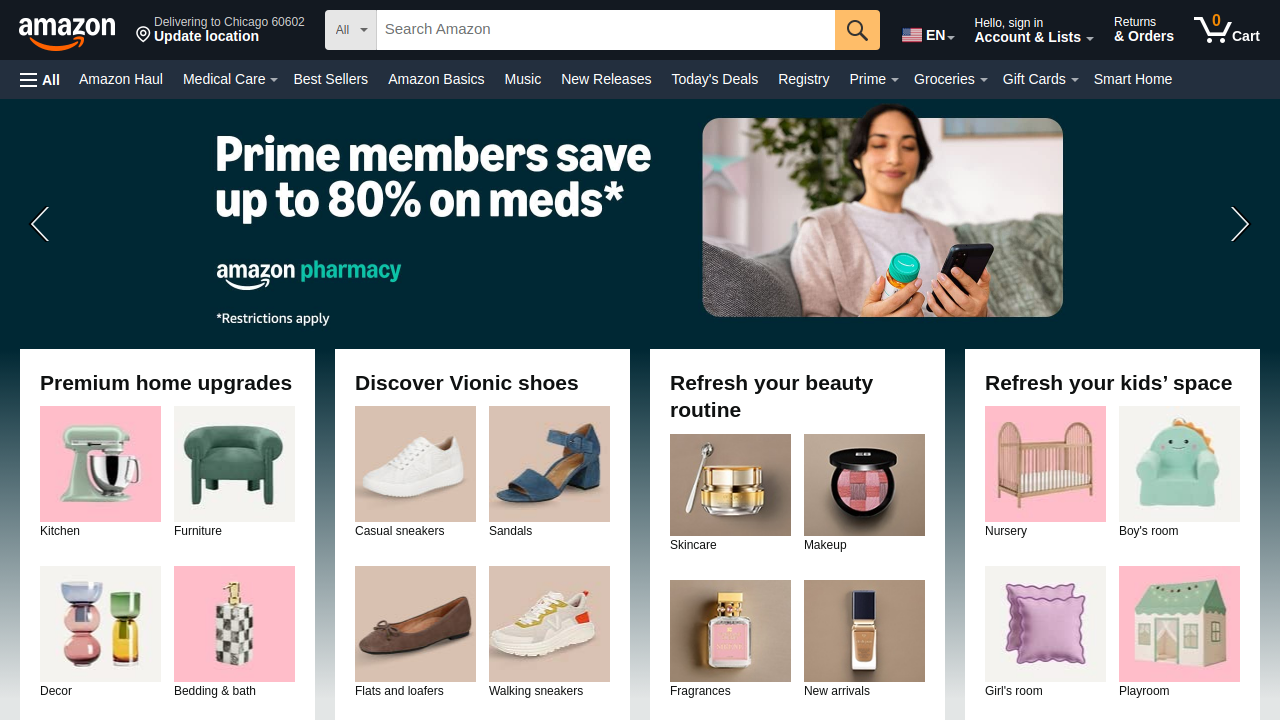 amazon
Delivering to Chicago 60602
Update location
All
Search Amazon
EN
Hello, sign in
Account & Lists
Returns
& Orders
0
Cart
All
Amazon Haul
Medical Care
Best Sellers
Amazon Basics
Music
New Releases
Today's Deals
Registry
Prime
Groceries
Gift Cards
Smart Home
Prime members save
up to 80% on meds*
amazon pharmacy
*Restrictions apply
Premium home upgrades
Kitchen
Furniture
Decor
Bedding & bath
Discover Vionic shoes
Casual sneakers
Sandals
Flats and loafers
Walking sneakers
Refresh your beauty
routine
Skincare
Makeup
Fragrances
New arrivals
Refresh your kids’ space
Nursery
Boy's room
Girl's room
Playroom